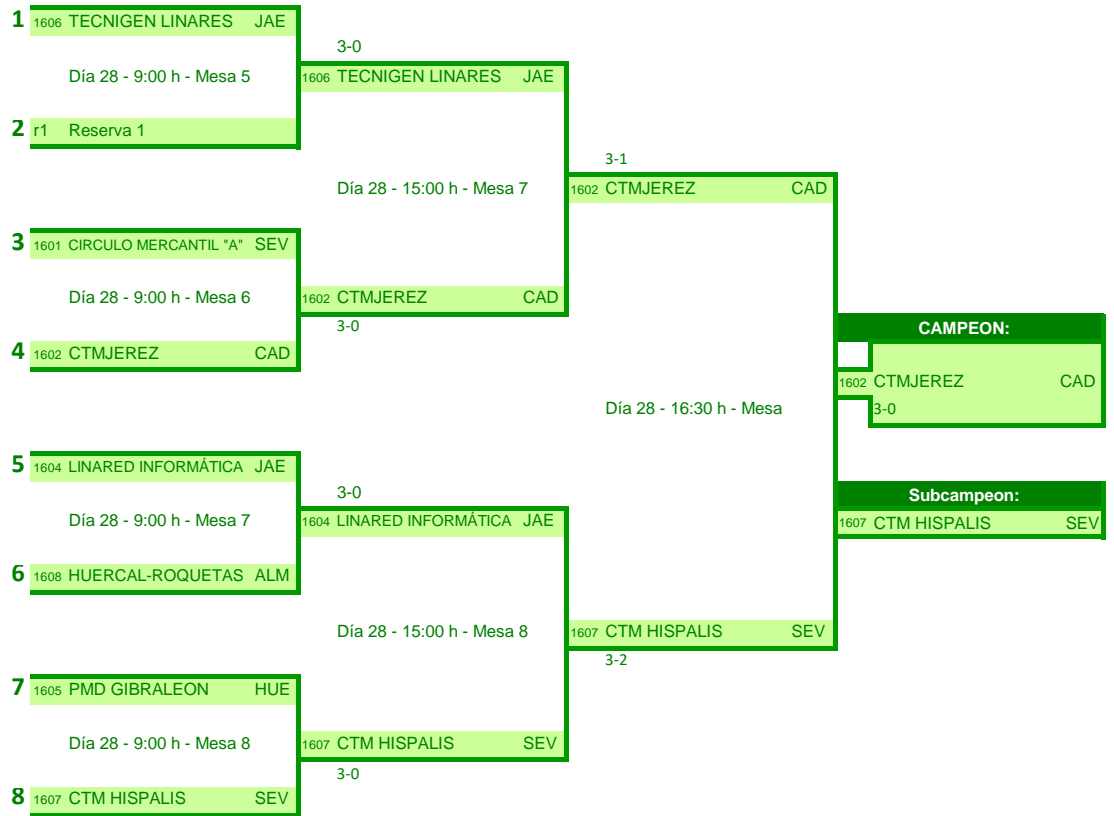 1 1606 TECNIGEN LINARES JAE
3-0
Día 28 - 9:00 h - Mesa 5
1606 TECNIGEN LINARES JAE
2 r1 Reserva 1
3-1
Día 28 - 15:00 h - Mesa 7
1602 CTMJEREZ CAD
3 1601 CIRCULO MERCANTIL "A" SEV
Día 28 - 9:00 h - Mesa 6
1602 CTMJEREZ CAD
3-0
CAMPEON:
4 1602 CTMJEREZ CAD
1602 CTMJEREZ CAD
Día 28 - 16:30 h - Mesa
3-0
5 1604 LINARED INFORMÁTICA JAE
3-0
Subcampeon:
Día 28 - 9:00 h - Mesa 7
1604 LINARED INFORMÁTICA JAE
1607 CTM HISPALIS SEV
6 1608 HUERCAL-ROQUETAS ALM
Día 28 - 15:00 h - Mesa 8
1607 CTM HISPALIS SEV
3-2
7 1605 PMD GIBRALEON HUE
Día 28 - 9:00 h - Mesa 8
1607 CTM HISPALIS SEV
3-0
8 1607 CTM HISPALIS SEV